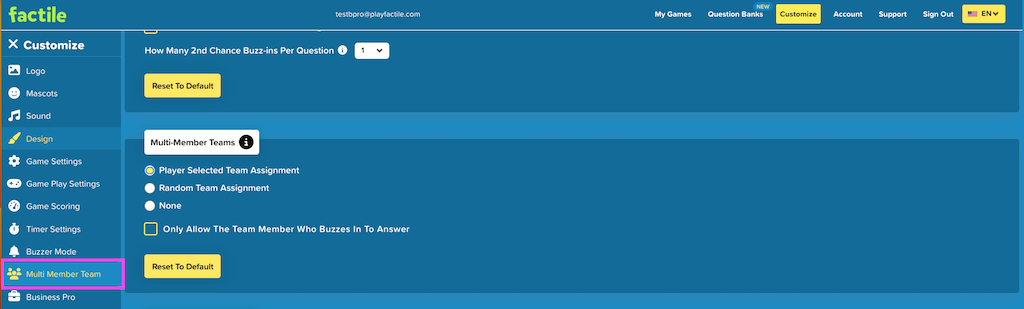 factile
testbpro@playfactile.com
My Games
Question Banks
NEW
Customize
Account
Support
Sign Out
EN
Customize
Logo
Mascots
Sound
Design
Game Settings
Game Play Settings
Game Scoring
Timer Settings
Buzzer Mode
Multi Member Team
Business Pro
How Many 2nd Chance Buzz-ins Per Question
1
Reset To Default
Multi-Member Teams
Player Selected Team Assignment
Random Team Assignment
None
Only Allow The Team Member Who Buzzes In To Answer
Reset To Default